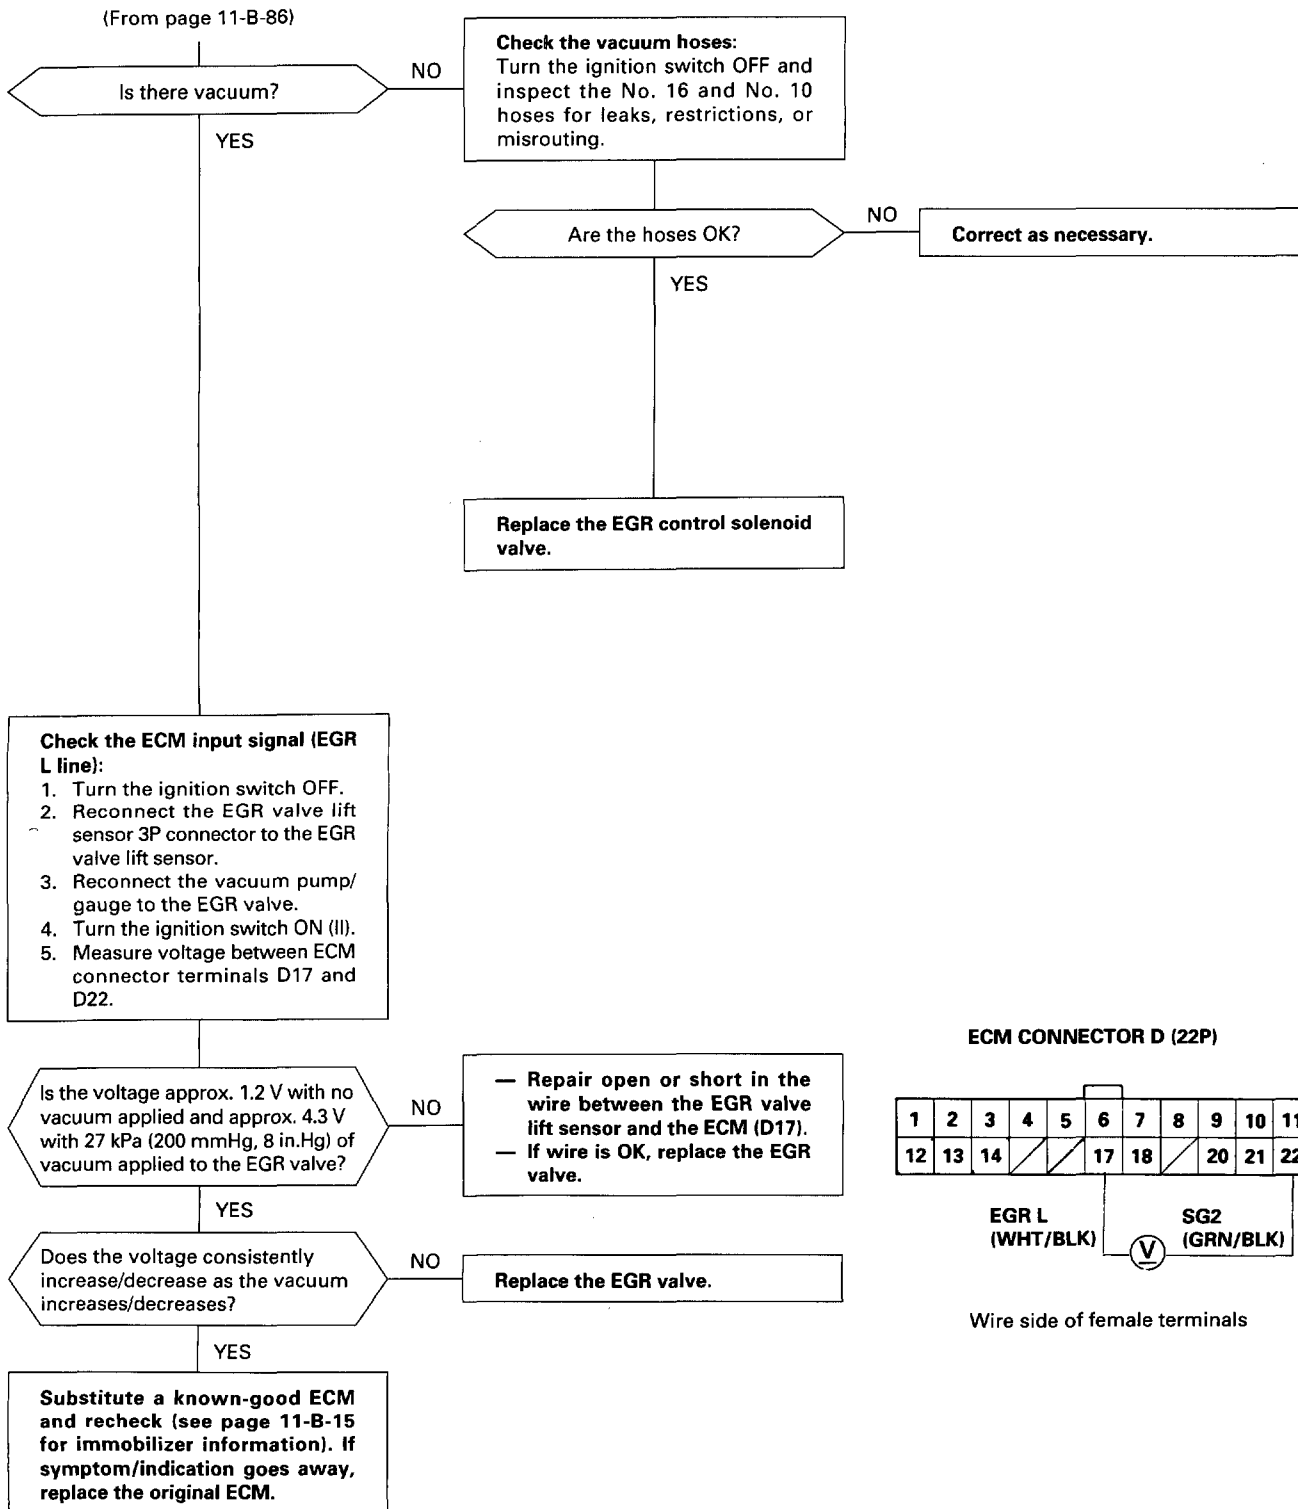 (From page 11-B-86)
Is there vacuum?
NO
YES
Check the vacuum hoses:
Turn the ignition switch OFF and
inspect the No. 16 and No. 10
hoses for leaks, restrictions, or
misrouting.
Are the hoses OK?
NO
YES
Correct as necessary.
Replace the EGR control solenoid
valve.
Check the ECM input signal (EGR
L line):
1. Turn the ignition switch OFF.
2. Reconnect the EGR valve lift
sensor 3P connector to the EGR
valve lift sensor.
3. Reconnect the vacuum pump/
gauge to the EGR valve.
4. Turn the ignition switch ON (II).
5. Measure voltage between ECM
connector terminals D17 and
D22.
Is the voltage approx. 1.2 V with no
vacuum applied and approx. 4.3 V
with 27 kPa (200 mmHg, 8 in.Hg) of
vacuum applied to the EGR valve?
NO
YES
— Repair open or short in the
wire between the EGR valve
lift sensor and the ECM (D17).
— If wire is OK, replace the EGR
valve.
Does the voltage consistently
increase/decrease as the vacuum
increases/decreases?
NO
YES
Replace the EGR valve.
Substitute a known-good ECM
and recheck (see page 11-B-15
for immobilizer information). If
symptom/indication goes away,
replace the original ECM.
ECM CONNECTOR D (22P)
1 2 3 4 5 6 7 8 9 10 11
12 13 14 17 18 20 21 22
EGR L
(WHT/BLK)
V
SG2
(GRN/BLK)
Wire side of female terminals